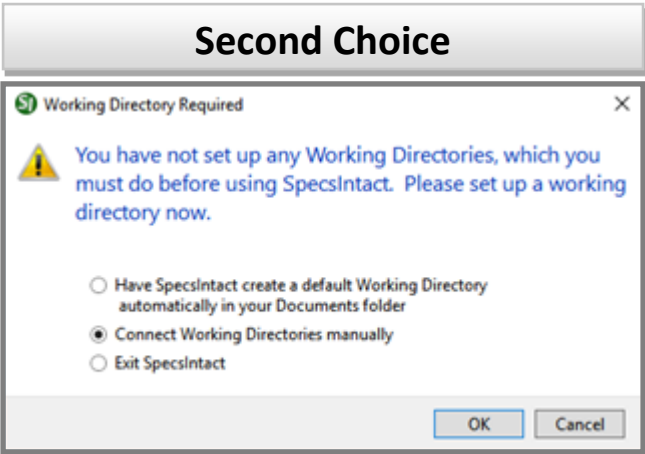 Second Choice
SI Working Directory Required
You have not set up any Working Directories, which you
must do before using SpecsIntact. Please set up a working
directory now.
Have SpecsIntact create a default Working Directory
automatically in your Documents folder
Connect Working Directories manually
Exit SpecsIntact
OK Cancel